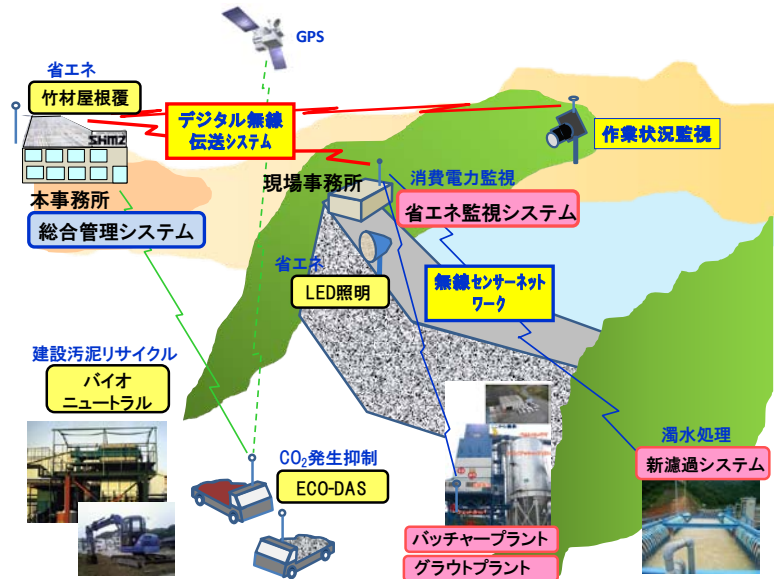 GPS
省エネ
竹材屋根覆
SHMZ
デジタル無線
伝送システム
作業状況監視
本事務所
総合管理システム
現場事務所
消費電力監視
省エネ監視システム
省エネ
LED照明
無線センサーネット
ワーク
建設汚泥リサイクル
バイオ
ニュートラル
CO₂発生抑制
ECO-DAS
濁水処理
新濾過システム
バッチャープラント
グラウトプラント